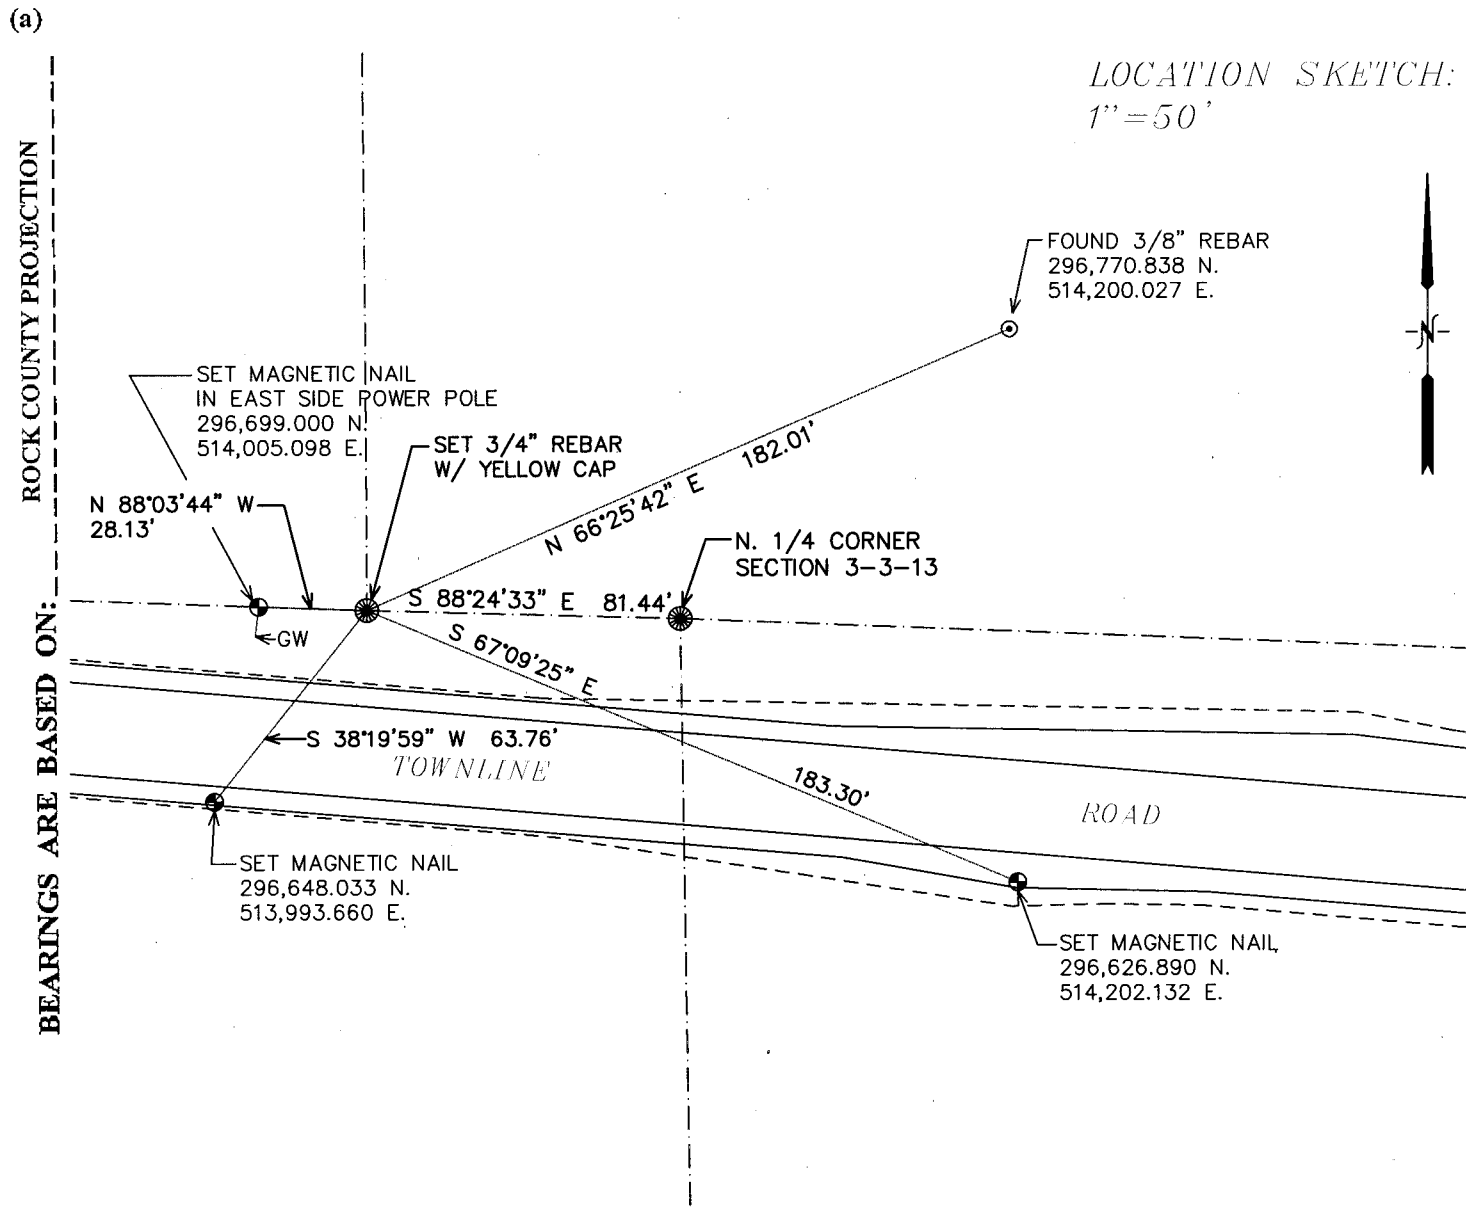 (a)
LOCATION SKETCH:
1"=50'
BEARINGS ARE BASED ON:
ROCK COUNTY PROJECTION
FOUND 3/8" REBAR
296,770.838 N.
514,200.027 E.
N
SET MAGNETIC NAIL
IN EAST SIDE POWER POLE
296,699.000 N.
514,005.098 E.
SET 3/4" REBAR
W/ YELLOW CAP
N 66°25'42" E 182.01'
N 88°03'44" W
28.13'
N. 1/4 CORNER
SECTION 3-3-13
S 88°24'33" E 81.44'
GW
S 67°09'25" E 183.30'
S 38°19'59" W 63.76'
TOWNLINE ROAD
SET MAGNETIC NAIL
296,648.033 N.
513,993.660 E.
SET MAGNETIC NAIL
296,626.890 N.
514,202.132 E.